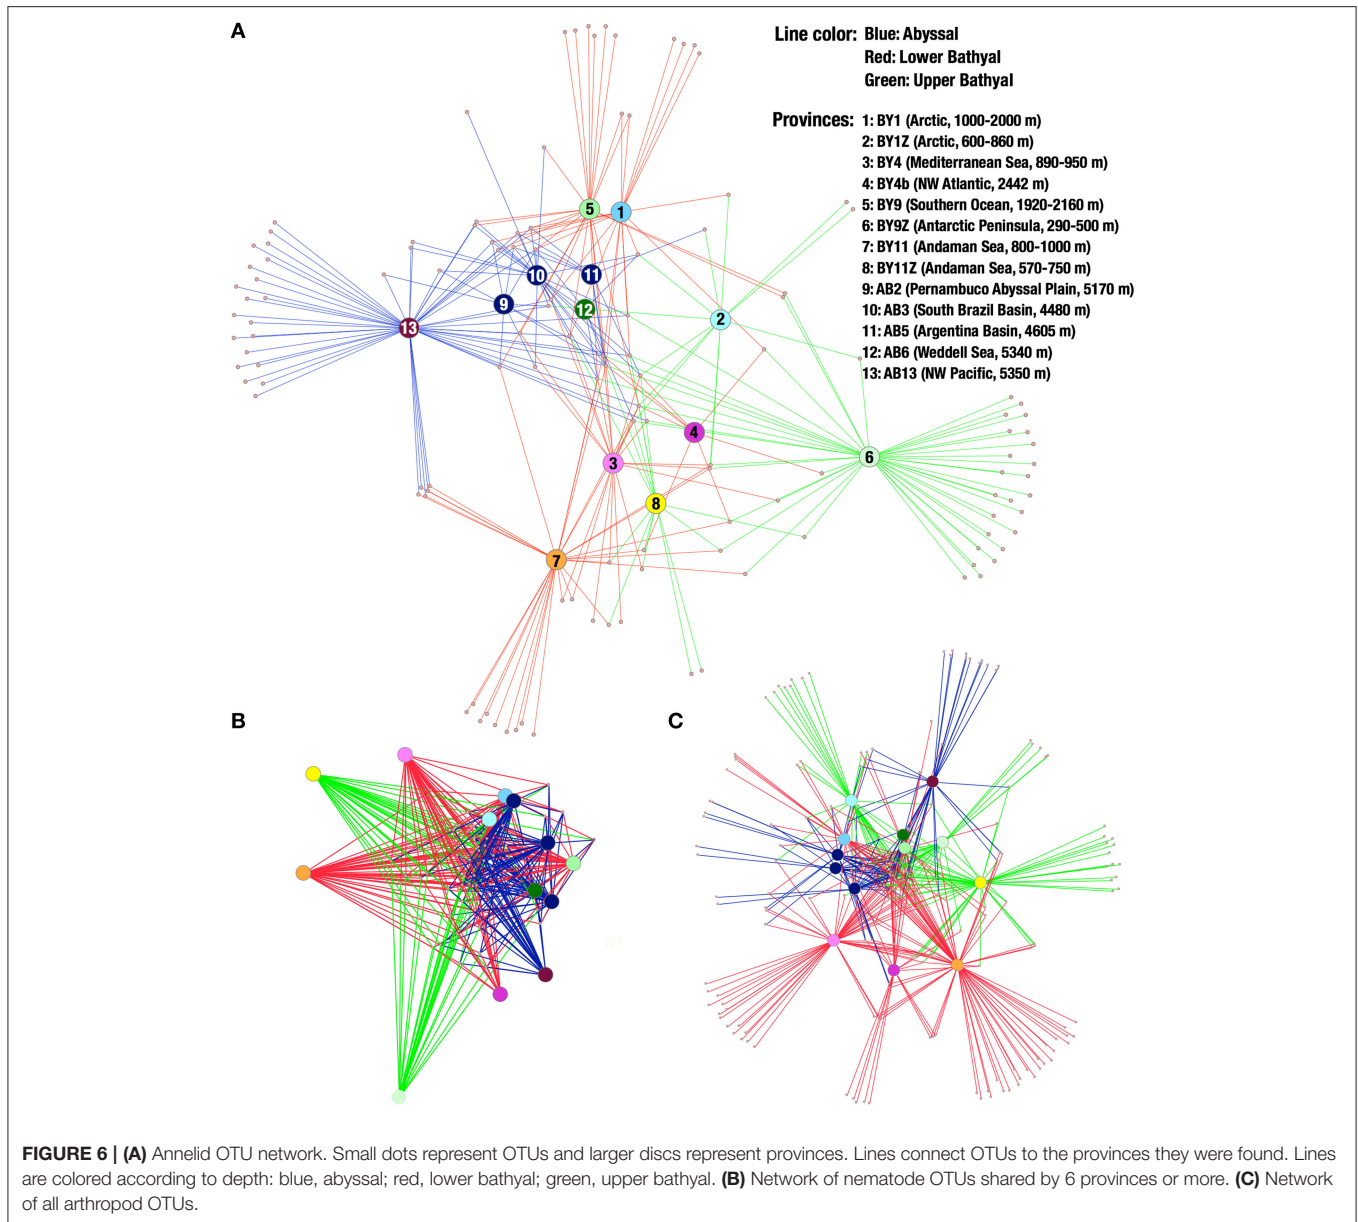 A
Line color: Blue: Abyssal
Red: Lower Bathyal
Green: Upper Bathyal
Provinces: 1: BY1 (Arctic, 1000-2000 m)
2: BY1Z (Arctic, 600-860 m)
3: BY4 (Mediterranean Sea, 890-950 m)
4: BY4b (NW Atlantic, 2442 m)
5: BY9 (Southern Ocean, 1920-2160 m)
6: BY9Z (Antarctic Peninsula, 290-500 m)
7: BY11 (Andaman Sea, 800-1000 m)
8: BY11Z (Andaman Sea, 570-750 m)
9: AB2 (Pernambuco Abyssal Plain, 5170 m)
10: AB3 (South Brazil Basin, 4480 m)
11: AB5 (Argentina Basin, 4605 m)
12: AB6 (Weddell Sea, 5340 m)
13: AB13 (NW Pacific, 5350 m)
5
1
10
11
9
12
13
2
4
3
6
8
7
B
C
FIGURE 6 | (A) Annelid OTU network. Small dots represent OTUs and larger discs represent provinces. Lines connect OTUs to the provinces they were found. Lines
are colored according to depth: blue, abyssal; red, lower bathyal; green, upper bathyal. (B) Network of nematode OTUs shared by 6 provinces or more. (C) Network
of all arthropod OTUs.